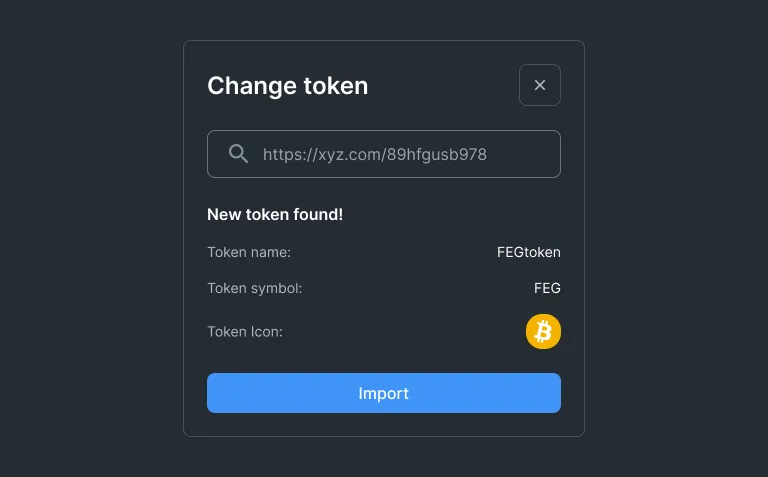 Change token
https://xyz.com/89hfgusb978
New token found!
Token name: FEGtoken
Token symbol: FEG
Token Icon:
Import